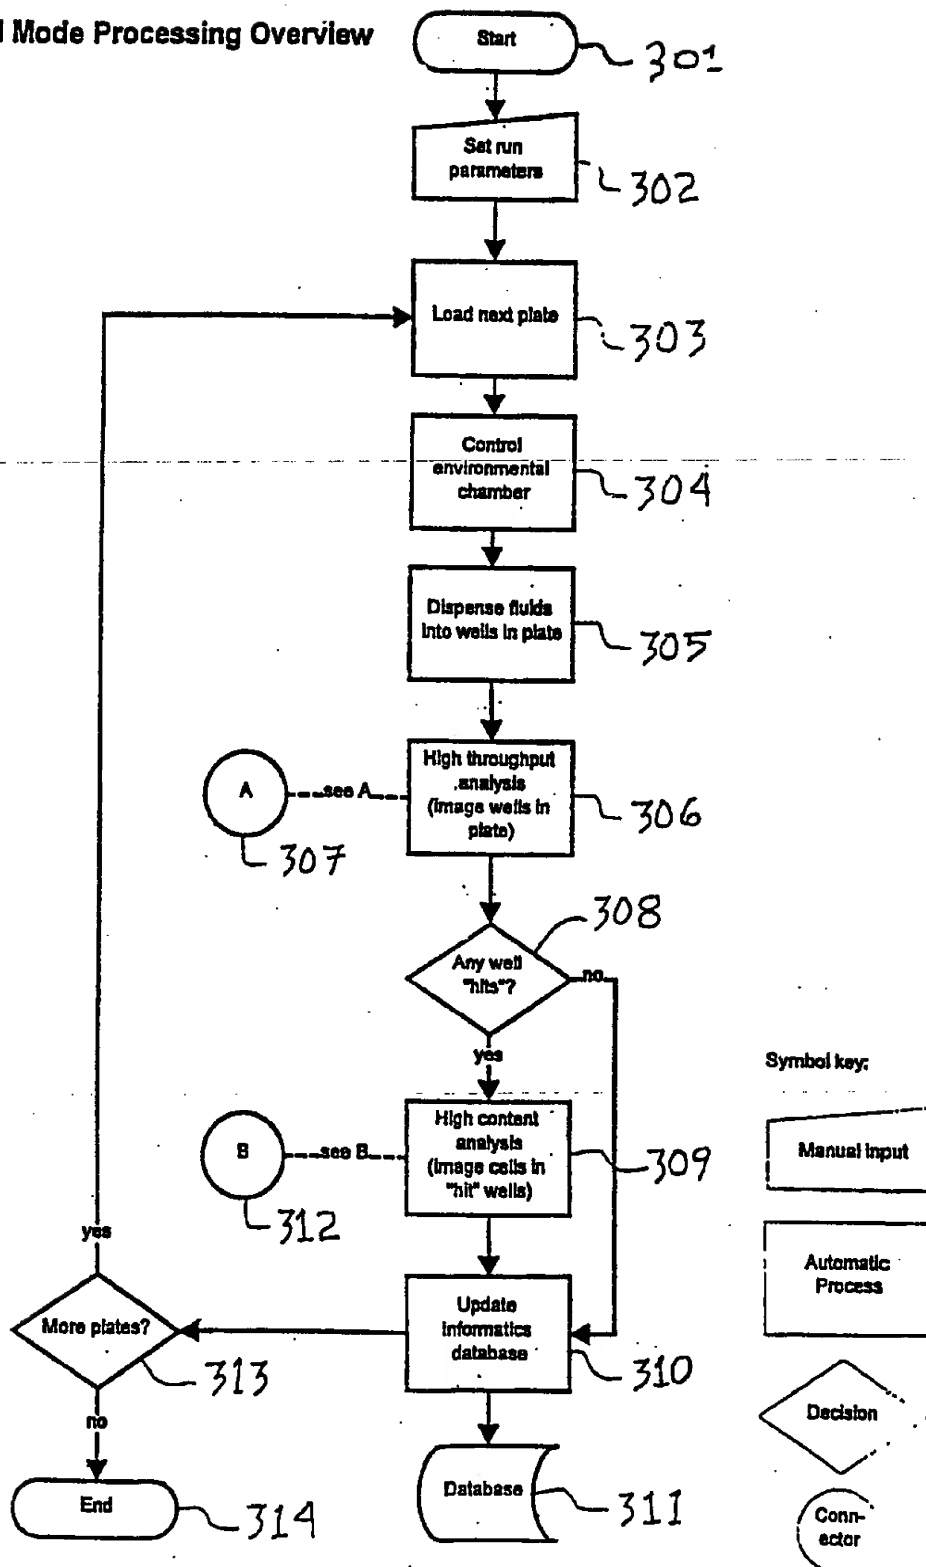 Mode Processing Overview
Start
301
Set run
parameters
302
Load next plate
303
Control
environmental
chamber
304
Dispense fluids
into wells in plate
305
High throughput
analysis
(image wells in
plate)
306
A
see A
307
308
Any well
"hits"?
no
yes
High content
analysis
(image cells in
"hit" wells)
309
B
see B
312
yes
Update
informatics
database
310
More plates?
313
no
End
314
Database
311
Symbol key:
Manual input
Automatic
Process
Decision
Conn-
ector